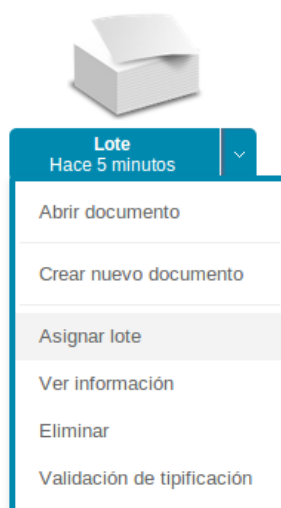 Lote
Hace 5 minutos
Abrir documento
Crear nuevo documento
Asignar lote
Ver información
Eliminar
Validación de tipificación